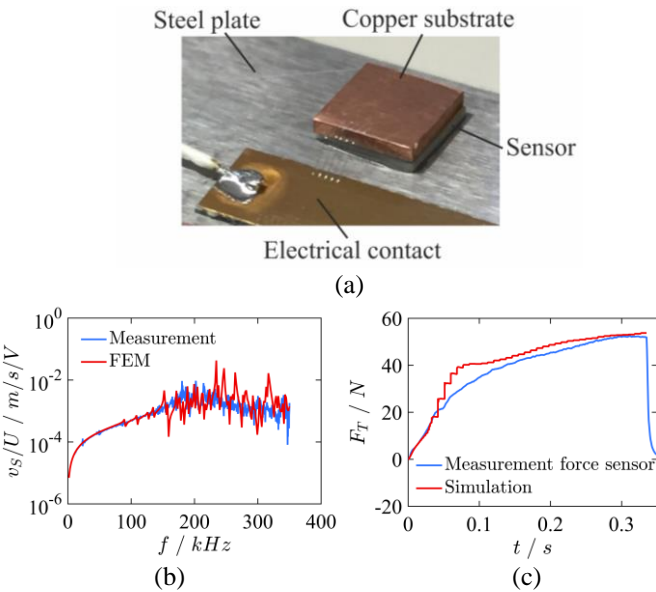 Steel plate
Copper substrate
Sensor
Electrical contact
(a)
10^0
10^-2
10^-4
10^-6
v_S/U / m/s/V
Measurement
FEM
0 100 200 300 400
f / kHz
(b)
60
40
20
0
-20
F_T / N
Measurement force sensor
Simulation
0 0.1 0.2 0.3
t / s
(c)